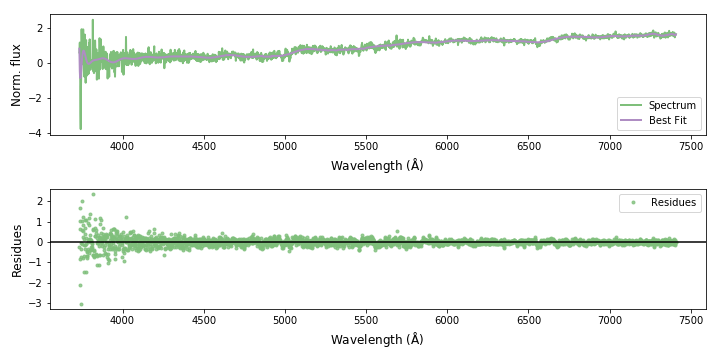 Norm. flux
2
0
−2
−4
Spectrum
Best Fit
4000 4500 5000 5500 6000 6500 7000 7500
Wavelength (Å)
Residues
2
1
0
−1
−2
−3
Residues
4000 4500 5000 5500 6000 6500 7000 7500
Wavelength (Å)